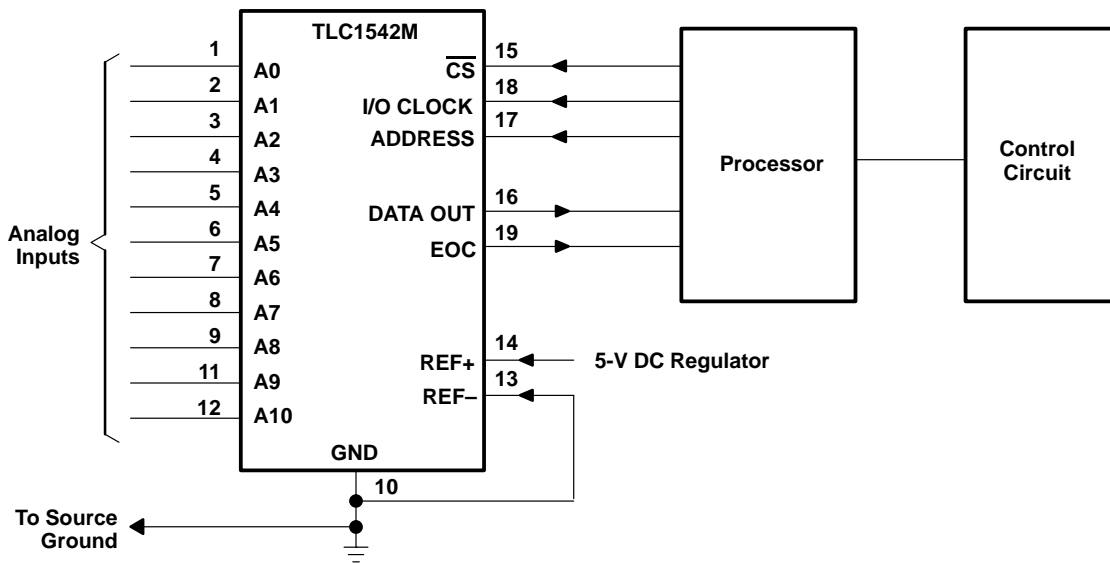 TLC1542M
1
A0
2
A1
3
A2
4
A3
5
A4
6
A5
7
A6
8
A7
9
A8
11
A9
12
A10
Analog
Inputs
15
C̅S̅
18
I/O CLOCK
17
ADDRESS
16
DATA OUT
19
EOC
14
REF+
5-V DC Regulator
13
REF–
GND
10
To Source
Ground
Processor
Control
Circuit